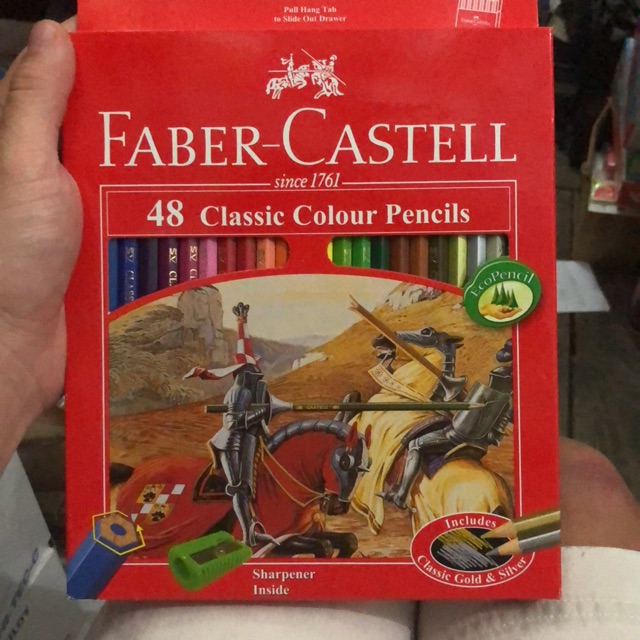 Pull Hang Tab
to Slide Out Drawer
FABER-CASTELL
since 1761
48 Classic Colour Pencils
EcoPencil
Includes
Classic Gold & Silver
Sharpener
Inside